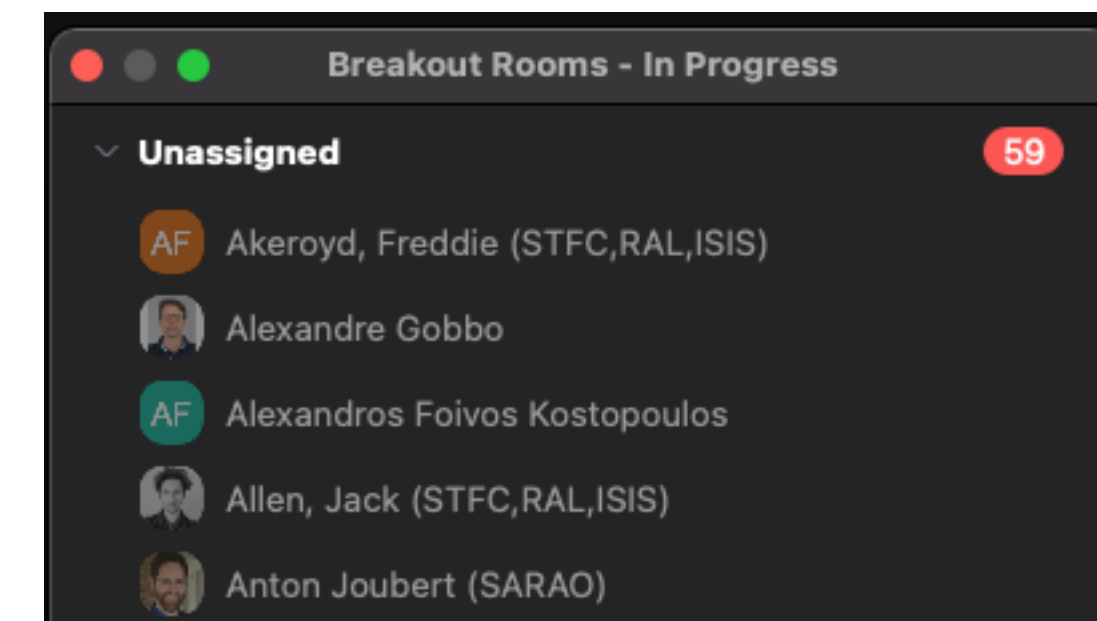 Breakout Rooms - In Progress
Unassigned 59
AF Akeroyd, Freddie (STFC,RAL,ISIS)
Alexandre Gobbo
AF Alexandros Foivos Kostopoulos
Allen, Jack (STFC,RAL,ISIS)
Anton Joubert (SARAO)